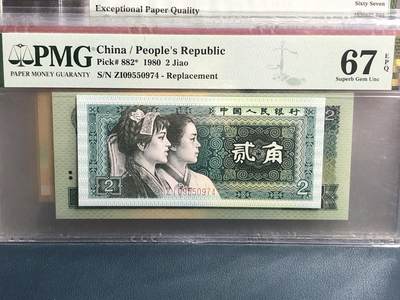 Exceptional Paper Quality
Sixty Seven
PMG
PAPER MONEY GUARANTY
China / People's Republic
Pick# 882* 1980 2 Jiao
S/N ZI09550974 - Replacement
67 EPQ
Superb Gem Unc
中国人民银行
贰角
2
2
ZI09550974